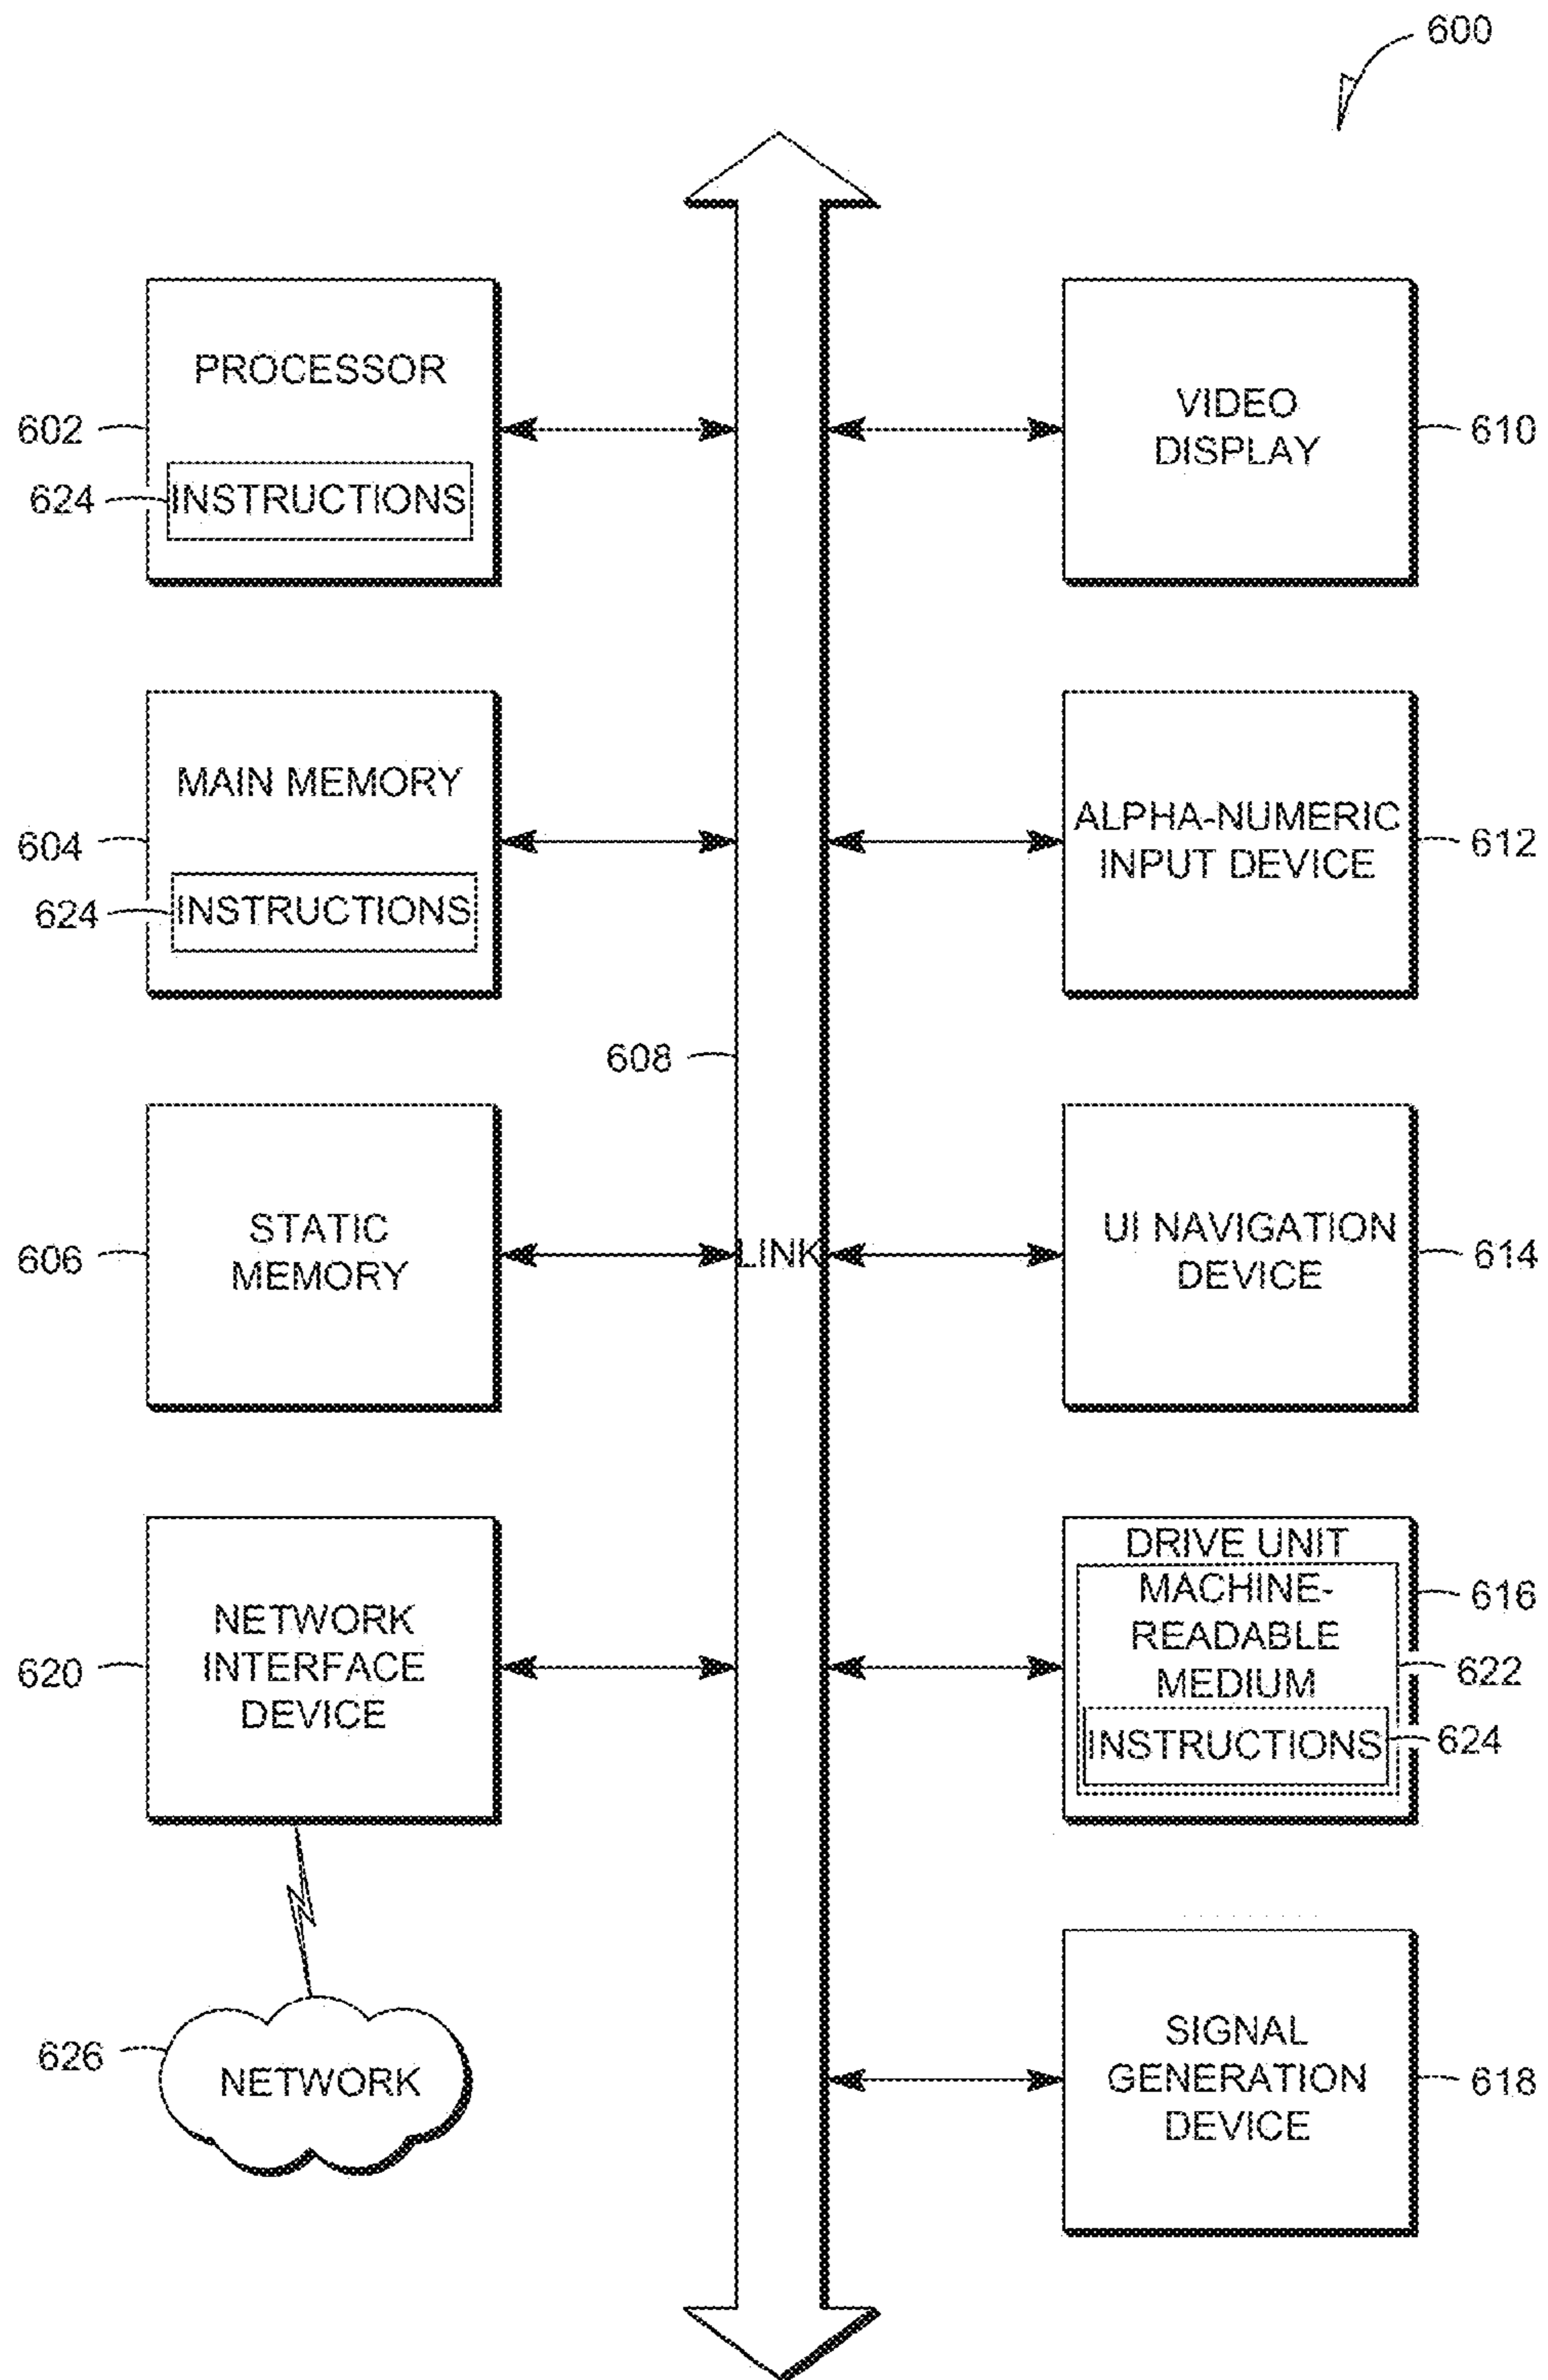 600
PROCESSOR
602
624
INSTRUCTIONS
VIDEO
DISPLAY
610
MAIN MEMORY
604
624
INSTRUCTIONS
ALPHA-NUMERIC
INPUT DEVICE
612
608
STATIC
MEMORY
606
LINK
UI NAVIGATION
DEVICE
614
NETWORK
INTERFACE
DEVICE
620
DRIVE UNIT
MACHINE-
READABLE
MEDIUM
INSTRUCTIONS
616
622
624
626
NETWORK
SIGNAL
GENERATION
DEVICE
618